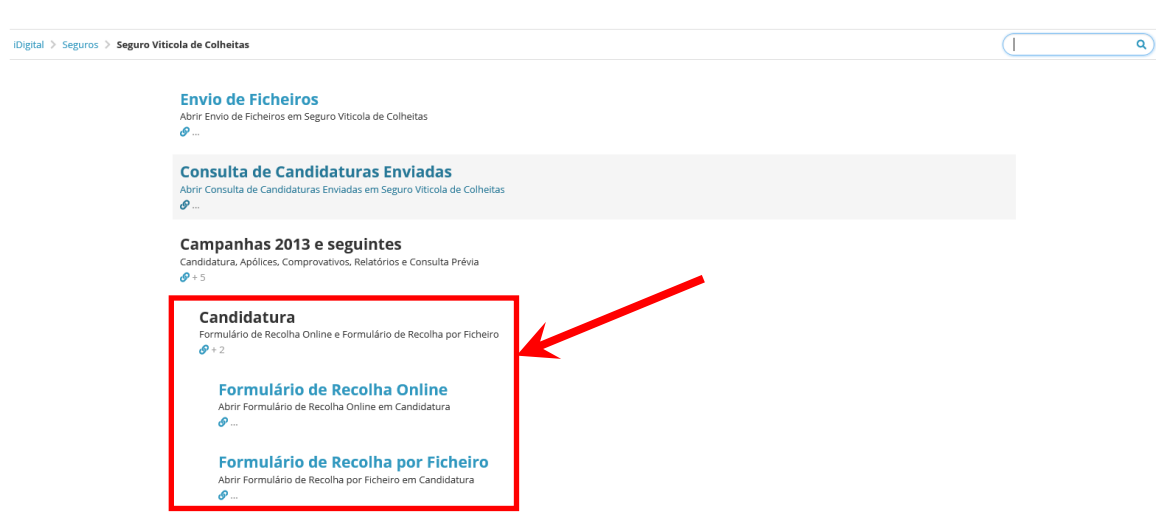 iDigital > Seguros > Seguro Viticola de Colheitas
Envio de Ficheiros
Abrir Envio de Ficheiros em Seguro Viticola de Colheitas
...
Consulta de Candidaturas Enviadas
Abrir Consulta de Candidaturas Enviadas em Seguro Viticola de Colheitas
...
Campanhas 2013 e seguintes
Candidatura, Apólices, Comprovativos, Relatórios e Consulta Prévia
+ 5
Candidatura
Formulário de Recolha Online e Formulário de Recolha por Ficheiro
+ 2
Formulário de Recolha Online
Abrir Formulário de Recolha Online em Candidatura
...
Formulário de Recolha por Ficheiro
Abrir Formulário de Recolha por Ficheiro em Candidatura
...